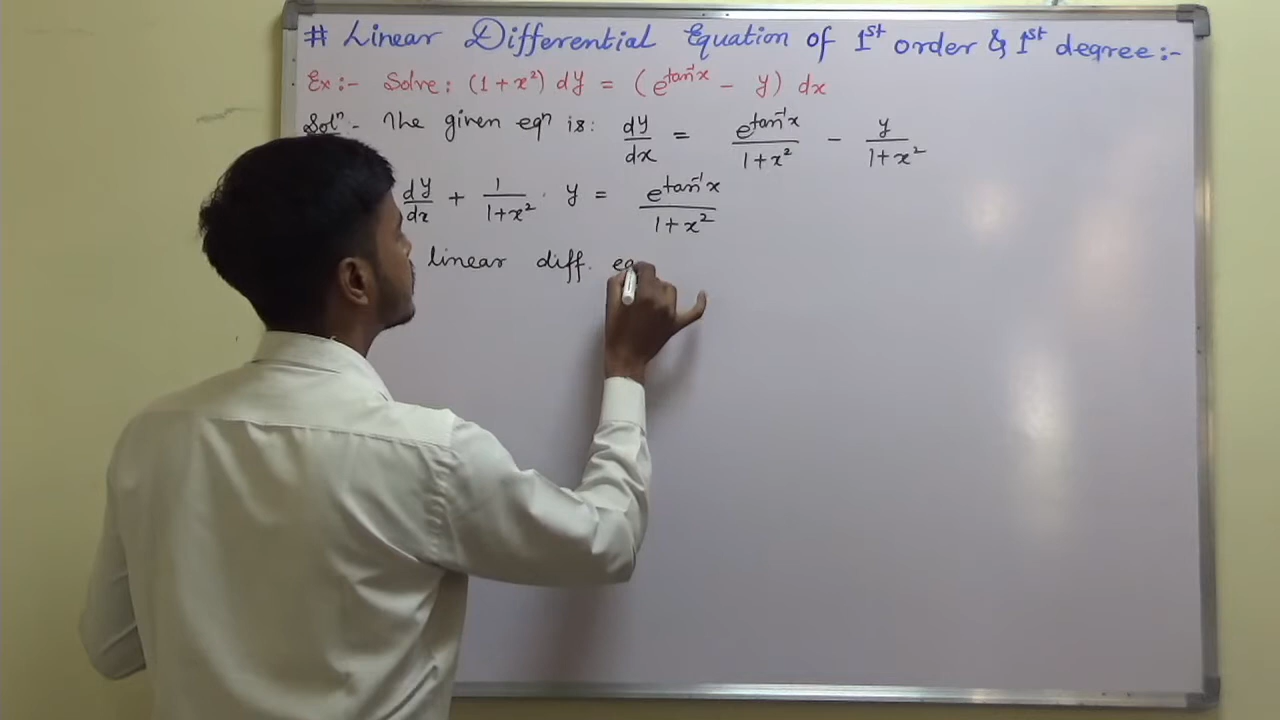 # Linear Differential Equation of 1st order & 1st degree :-
Ex :- Solve : (1 + x²) dy = (e^{tan⁻¹x} - y) dx
Solⁿ :- The given eqⁿ is : dy/dx = e^{tan⁻¹x}/(1+x²) - y/(1+x²)
dy/dx + 1/(1+x²) · y = e^{tan⁻¹x}/(1+x²)
linear diff. eq